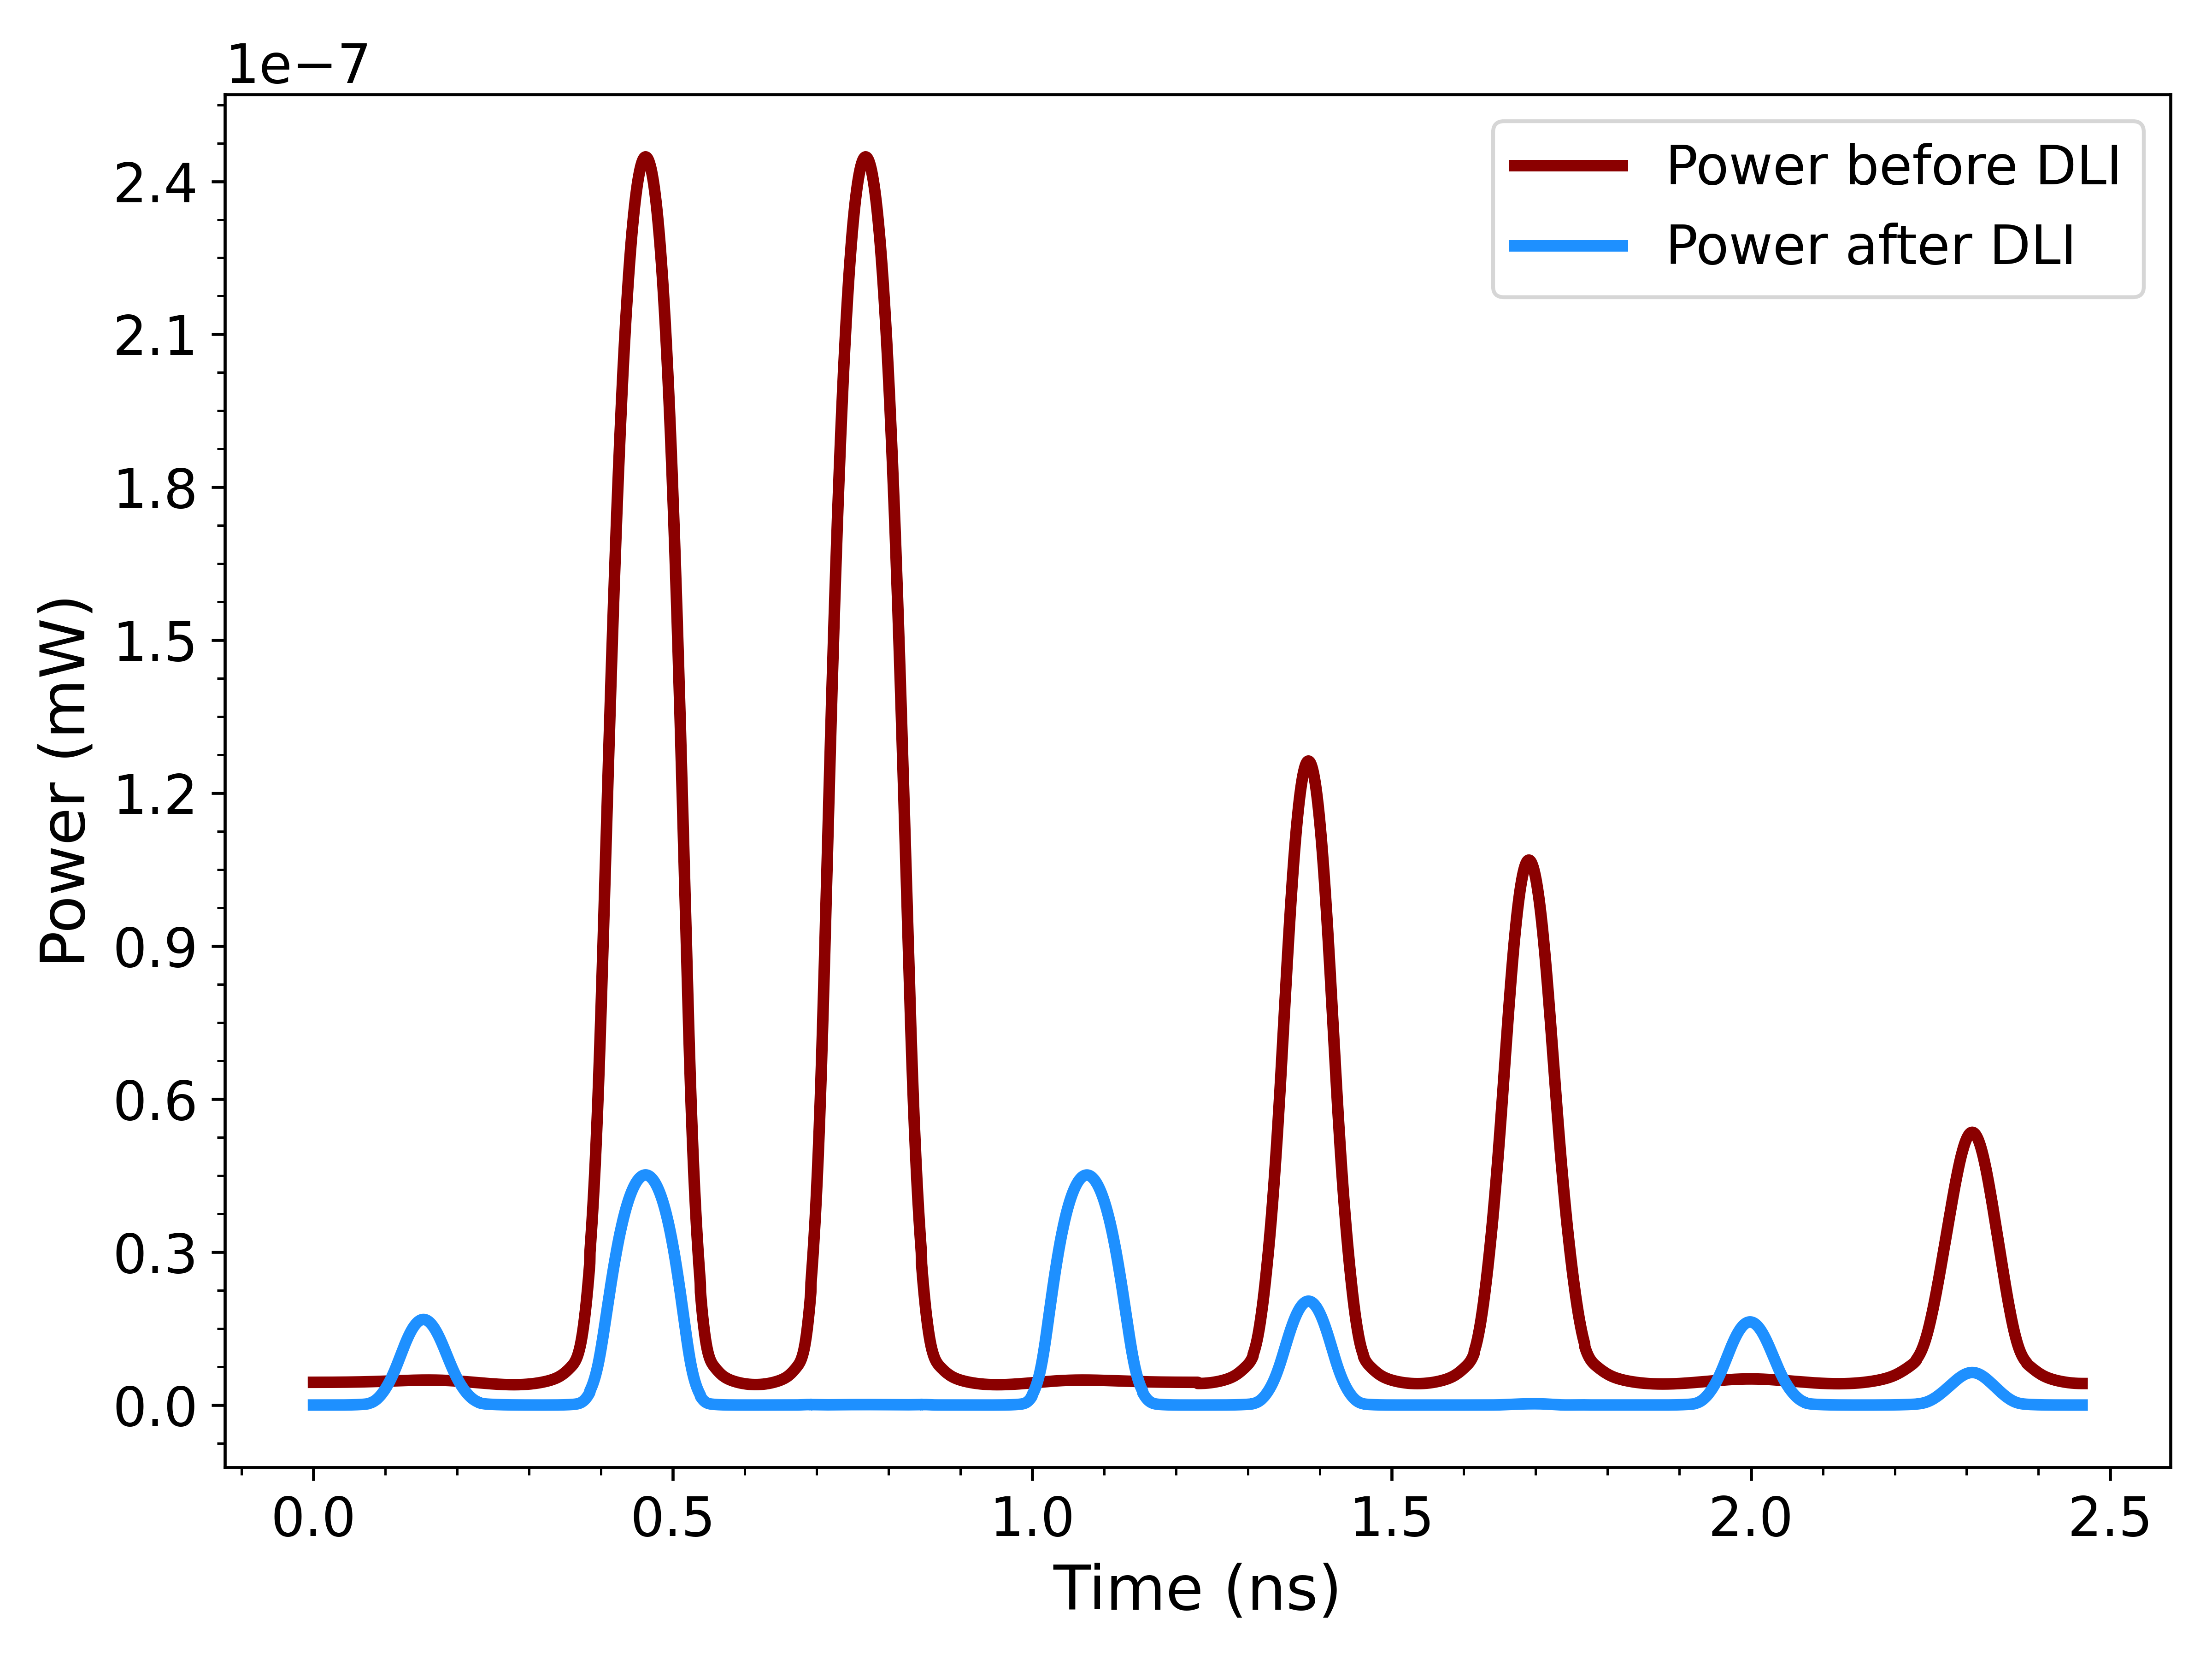 1e−7
Power before DLI
Power after DLI
2.4
2.1
1.8
1.5
1.2
0.9
0.6
0.3
0.0
Power (mW)
0.0 0.5 1.0 1.5 2.0 2.5
Time (ns)